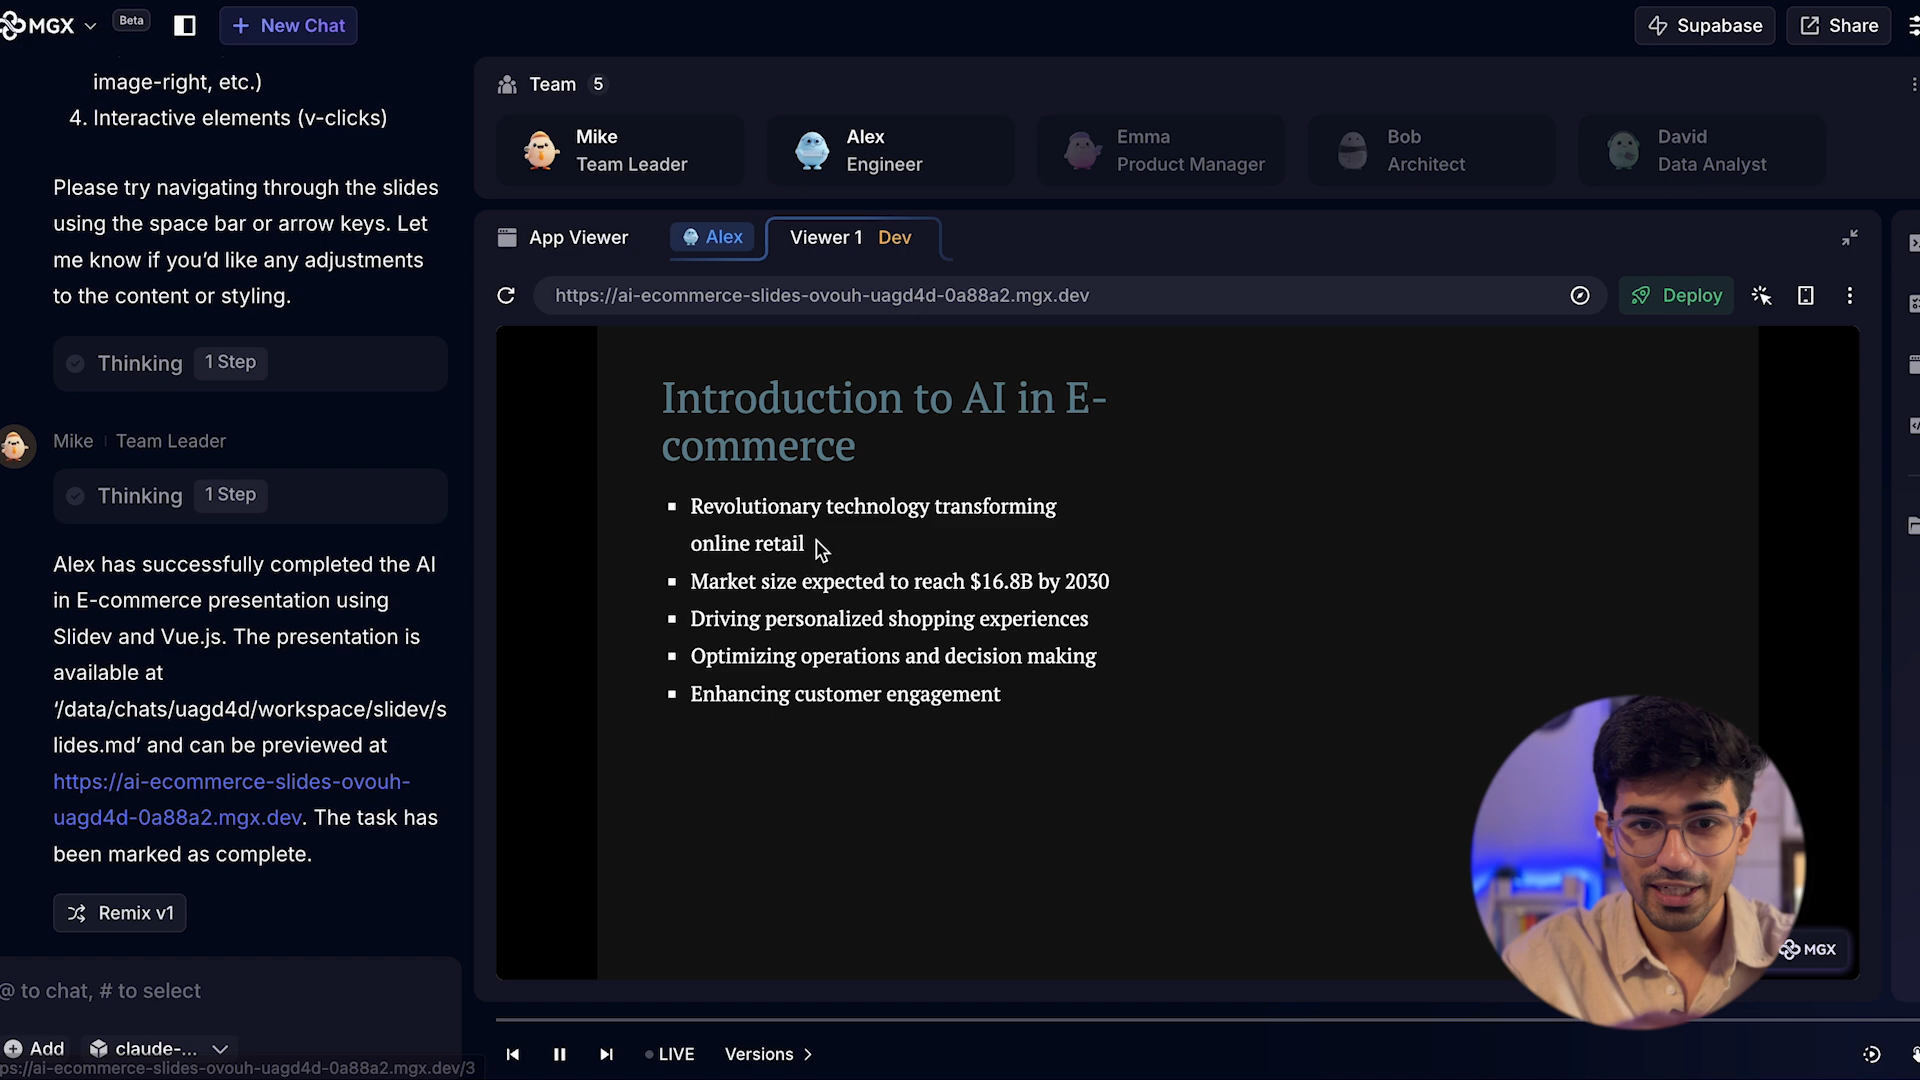 MGX
Beta
New Chat
Supabase
Share
image-right, etc.)
4. Interactive elements (v-clicks)
Please try navigating through the slides
using the space bar or arrow keys. Let
me know if you’d like any adjustments
to the content or styling.
Thinking 1 Step
Mike Team Leader
Thinking 1 Step
Alex has successfully completed the AI
in E-commerce presentation using
Slidev and Vue.js. The presentation is
available at
‘/data/chats/uagd4d/workspace/slidev/s
lides.md’ and can be previewed at
https://ai-ecommerce-slides-ovouh-
uagd4d-0a88a2.mgx.dev. The task has
been marked as complete.
Remix v1
@ to chat, # to select
Add claude-...
ps://ai-ecommerce-slides-ovouh-uagd4d-0a88a2.mgx.dev/3
Team 5
Mike
Team Leader
Alex
Engineer
Emma
Product Manager
Bob
Architect
David
Data Analyst
App Viewer
Alex
Viewer 1 Dev
https://ai-ecommerce-slides-ovouh-uagd4d-0a88a2.mgx.dev
Deploy
Introduction to AI in E-
commerce
Revolutionary technology transforming
online retail
Market size expected to reach $16.8B by 2030
Driving personalized shopping experiences
Optimizing operations and decision making
Enhancing customer engagement
MGX
LIVE
Versions